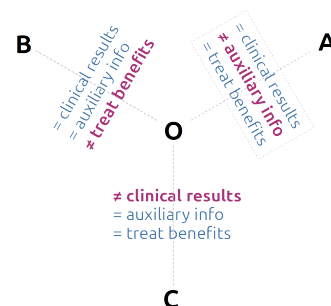 B
= clinical results
= auxiliary info
≠ treat benefits
A
= clinical results
≠ auxiliary info
= treat benefits
O
≠ clinical results
= auxiliary info
= treat benefits
C